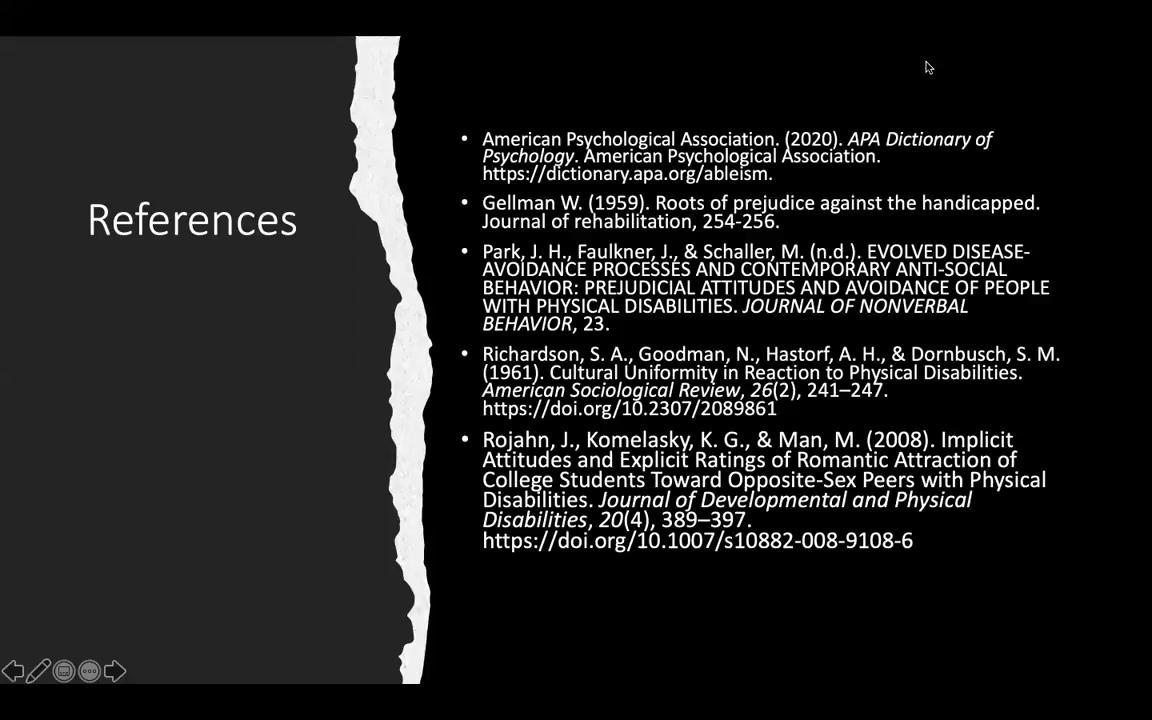 References
• American Psychological Association. (2020). APA Dictionary of
Psychology. American Psychological Association.
https://dictionary.apa.org/ableism.
• Gellman W. (1959). Roots of prejudice against the handicapped.
Journal of rehabilitation, 254-256.
• Park, J. H., Faulkner, J., & Schaller, M. (n.d.). EVOLVED DISEASE-
AVOIDANCE PROCESSES AND CONTEMPORARY ANTI-SOCIAL
BEHAVIOR: PREJUDICIAL ATTITUDES AND AVOIDANCE OF PEOPLE
WITH PHYSICAL DISABILITIES. JOURNAL OF NONVERBAL
BEHAVIOR, 23.
• Richardson, S. A., Goodman, N., Hastorf, A. H., & Dornbusch, S. M.
(1961). Cultural Uniformity in Reaction to Physical Disabilities.
American Sociological Review, 26(2), 241–247.
https://doi.org/10.2307/2089861
• Rojahn, J., Komelasky, K. G., & Man, M. (2008). Implicit
Attitudes and Explicit Ratings of Romantic Attraction of
College Students Toward Opposite-Sex Peers with Physical
Disabilities. Journal of Developmental and Physical
Disabilities, 20(4), 389–397.
https://doi.org/10.1007/s10882-008-9108-6